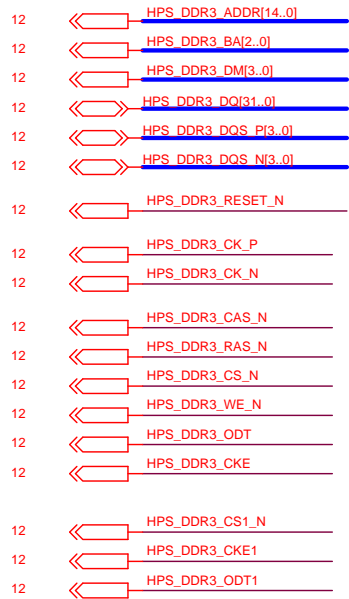 12 HPS_DDR3_ADDR[14..0]
12 HPS_DDR3_BA[2..0]
12 HPS_DDR3_DM[3..0]
12 HPS_DDR3_DQ[31..0]
12 HPS_DDR3_DQS_P[3..0]
12 HPS_DDR3_DQS_N[3..0]
12 HPS_DDR3_RESET_N
12 HPS_DDR3_CK_P
12 HPS_DDR3_CK_N
12 HPS_DDR3_CAS_N
12 HPS_DDR3_RAS_N
12 HPS_DDR3_CS_N
12 HPS_DDR3_WE_N
12 HPS_DDR3_ODT
12 HPS_DDR3_CKE
12 HPS_DDR3_CS1_N
12 HPS_DDR3_CKE1
12 HPS_DDR3_ODT1